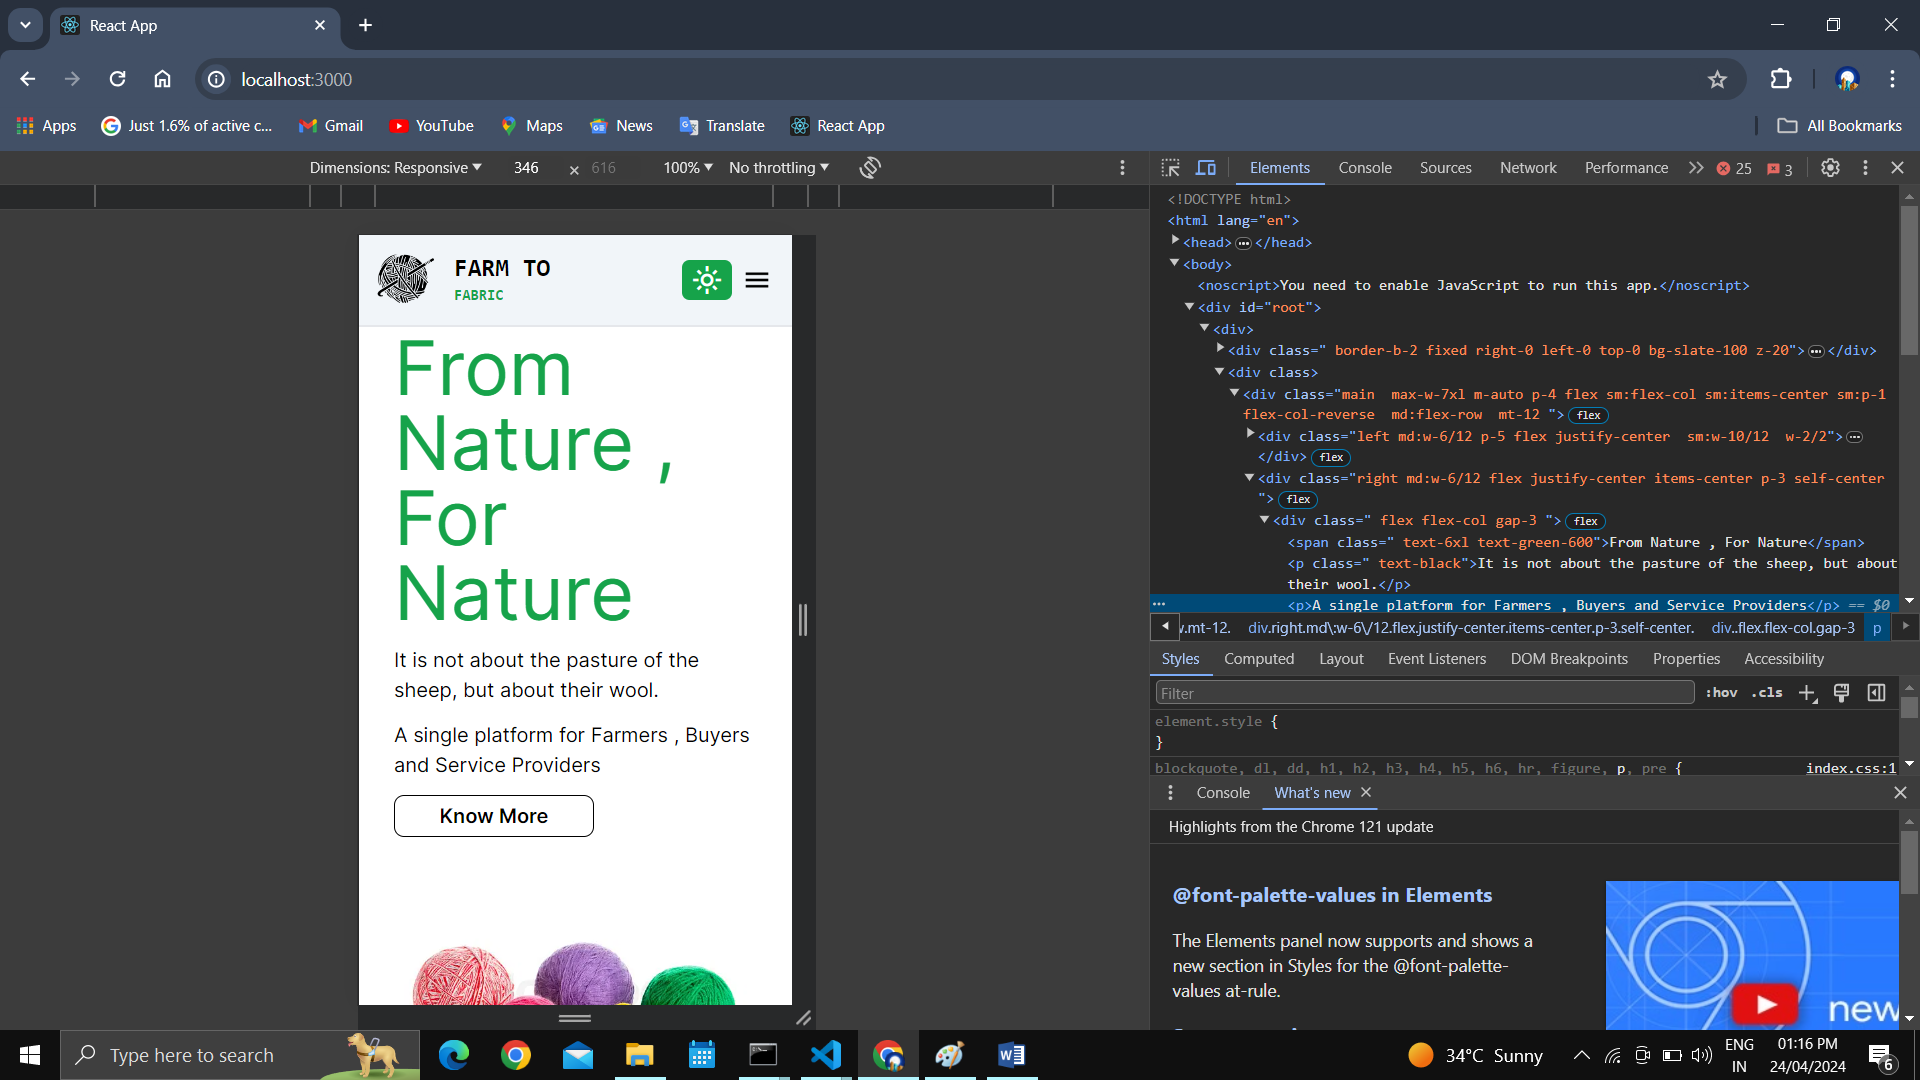 React App
localhost:3000
Apps
Just 1.6% of active c...
Gmail
YouTube
Maps
News
Translate
React App
All Bookmarks
Dimensions: Responsive
346
×
616
100%
No throttling
Elements
Console
Sources
Network
Performance
25
3
FARM TO
FABRIC
From
Nature ,
For
Nature
It is not about the pasture of the
sheep, but about their wool.
A single platform for Farmers , Buyers
and Service Providers
Know More
<!DOCTYPE html>
<html lang="en">
<head> ... </head>
<body>
<noscript>You need to enable JavaScript to run this app.</noscript>
<div id="root">
<div>
<div class=" border-b-2 fixed right-0 left-0 top-0 bg-slate-100 z-20"> ... </div>
<div class>
<div class="main  max-w-7xl m-auto p-4 flex sm:flex-col sm:items-center sm:p-1
flex-col-reverse  md:flex-row  mt-12 "> flex
<div class="left md:w-6/12 p-5 flex justify-center  sm:w-10/12  w-2/2"> ...
</div> flex
<div class="right md:w-6/12 flex justify-center items-center p-3 self-center
"> flex
<div class=" flex flex-col gap-3 "> flex
<span class=" text-6xl text-green-600">From Nature , For Nature</span>
<p class=" text-black">It is not about the pasture of the sheep, but about
their wool.</p>
<p>A single platform for Farmers , Buyers and Service Providers</p> == $0
v.mt-12.
div.right.md\:w-6\/12.flex.justify-center.items-center.p-3.self-center.
div..flex.flex-col.gap-3
p
Styles
Computed
Layout
Event Listeners
DOM Breakpoints
Properties
Accessibility
Filter
:hov
.cls
element.style {
}
blockquote, dl, dd, h1, h2, h3, h4, h5, h6, hr, figure, p, pre {
index.css:1
Console
What's new
Highlights from the Chrome 121 update
@font-palette-values in Elements
The Elements panel now supports and shows a
new section in Styles for the @font-palette-
values at-rule.
new
Type here to search
34°C Sunny
ENG
IN
01:16 PM
24/04/2024
6